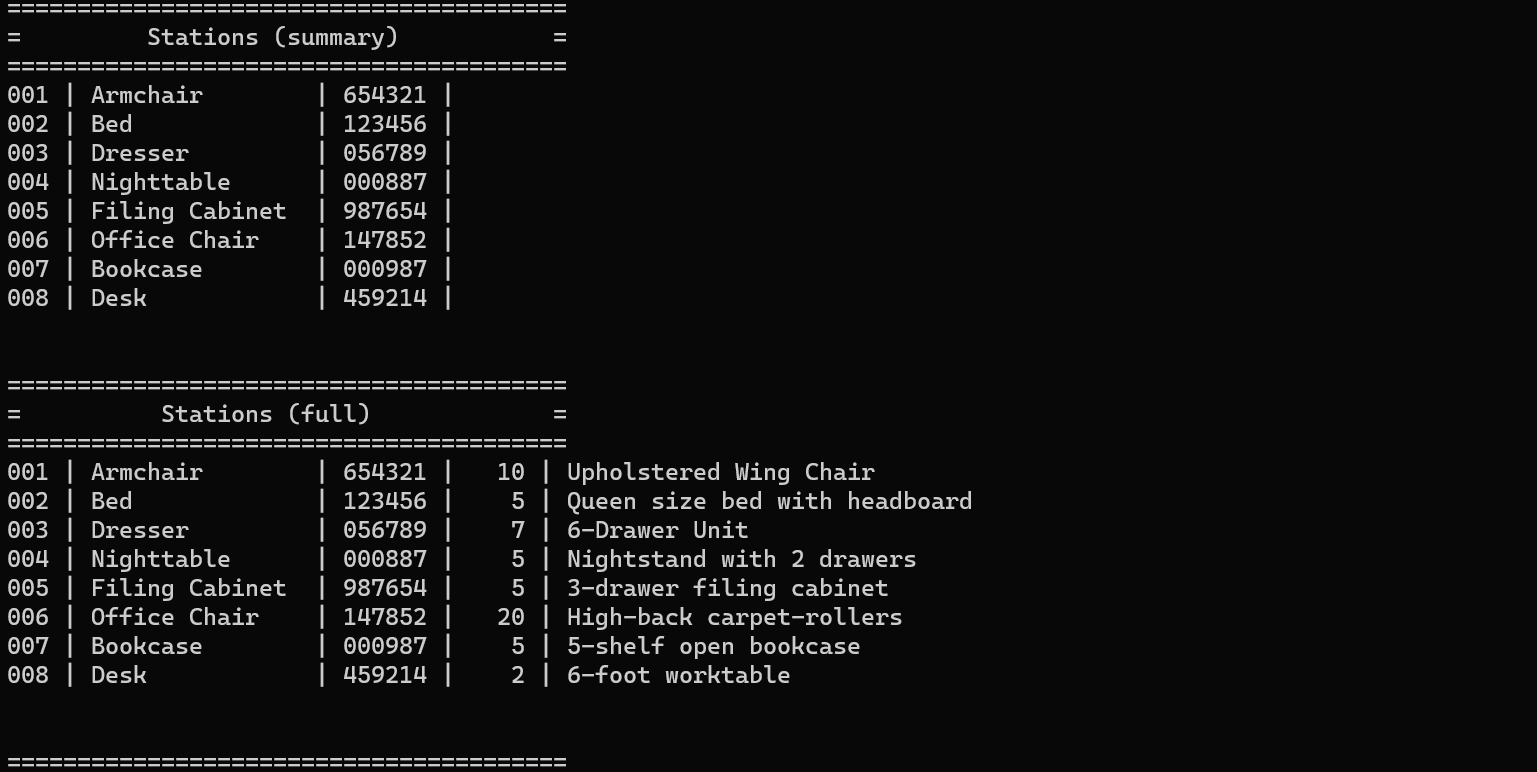 ========================================
=         Stations (summary)           =
========================================
001 | Armchair        | 654321 |
002 | Bed             | 123456 |
003 | Dresser         | 056789 |
004 | Nighttable      | 000887 |
005 | Filing Cabinet  | 987654 |
006 | Office Chair    | 147852 |
007 | Bookcase        | 000987 |
008 | Desk            | 459214 |
========================================
=          Stations (full)             =
========================================
001 | Armchair        | 654321 |   10 | Upholstered Wing Chair
002 | Bed             | 123456 |    5 | Queen size bed with headboard
003 | Dresser         | 056789 |    7 | 6-Drawer Unit
004 | Nighttable      | 000887 |    5 | Nightstand with 2 drawers
005 | Filing Cabinet  | 987654 |    5 | 3-drawer filing cabinet
006 | Office Chair    | 147852 |   20 | High-back carpet-rollers
007 | Bookcase        | 000987 |    5 | 5-shelf open bookcase
008 | Desk            | 459214 |    2 | 6-foot worktable
========================================